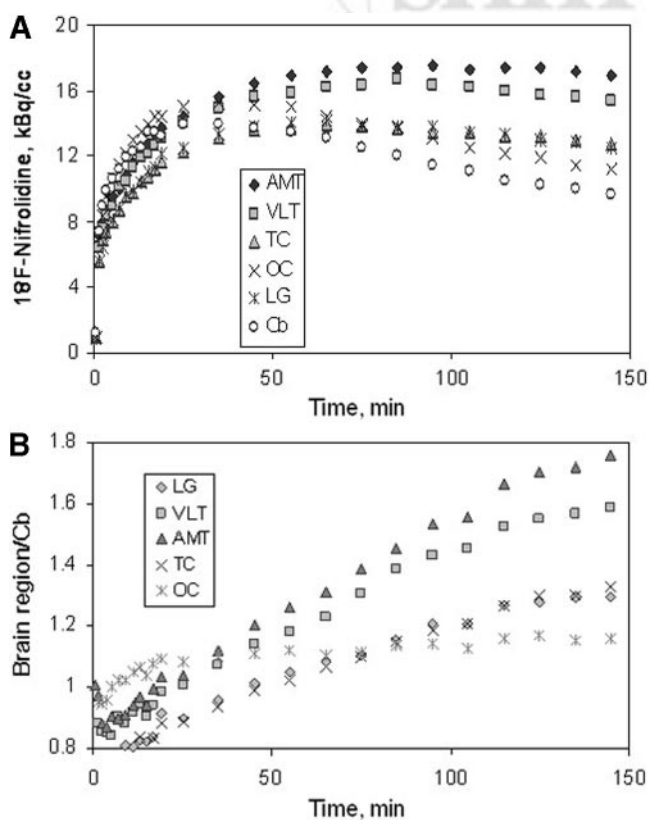 A
20
16
12
8
4
0
18F-Nifrolidine, kBq/cc
AMT
VLT
TC
OC
LG
Cb
0 50 100 150
Time, min
B
1.8
1.6
1.4
1.2
1
0.8
Brain region/Cb
LG
VLT
AMT
TC
OC
0 50 100 150
Time, min